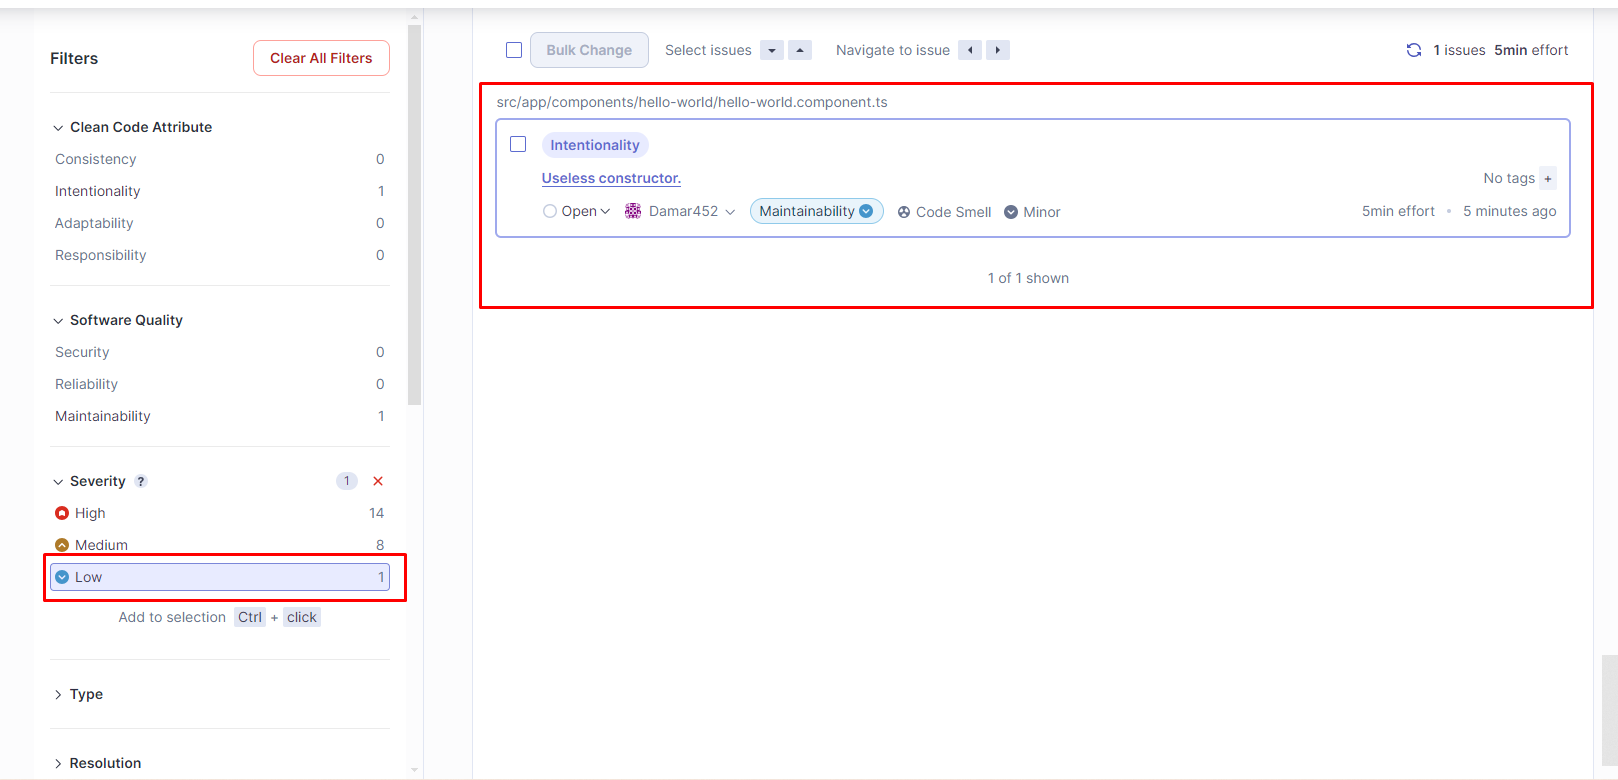 Filters
Clear All Filters
Clean Code Attribute
Consistency 0
Intentionality 1
Adaptability 0
Responsibility 0
Software Quality
Security 0
Reliability 0
Maintainability 1
Severity ? 1
High 14
Medium 8
Low 1
Add to selection Ctrl + click
Type
Resolution
Bulk Change Select issues Navigate to issue 1 issues 5min effort
src/app/components/hello-world/hello-world.component.ts
Intentionality
Useless constructor. No tags +
Open Damar452 Maintainability Code Smell Minor 5min effort • 5 minutes ago
1 of 1 shown